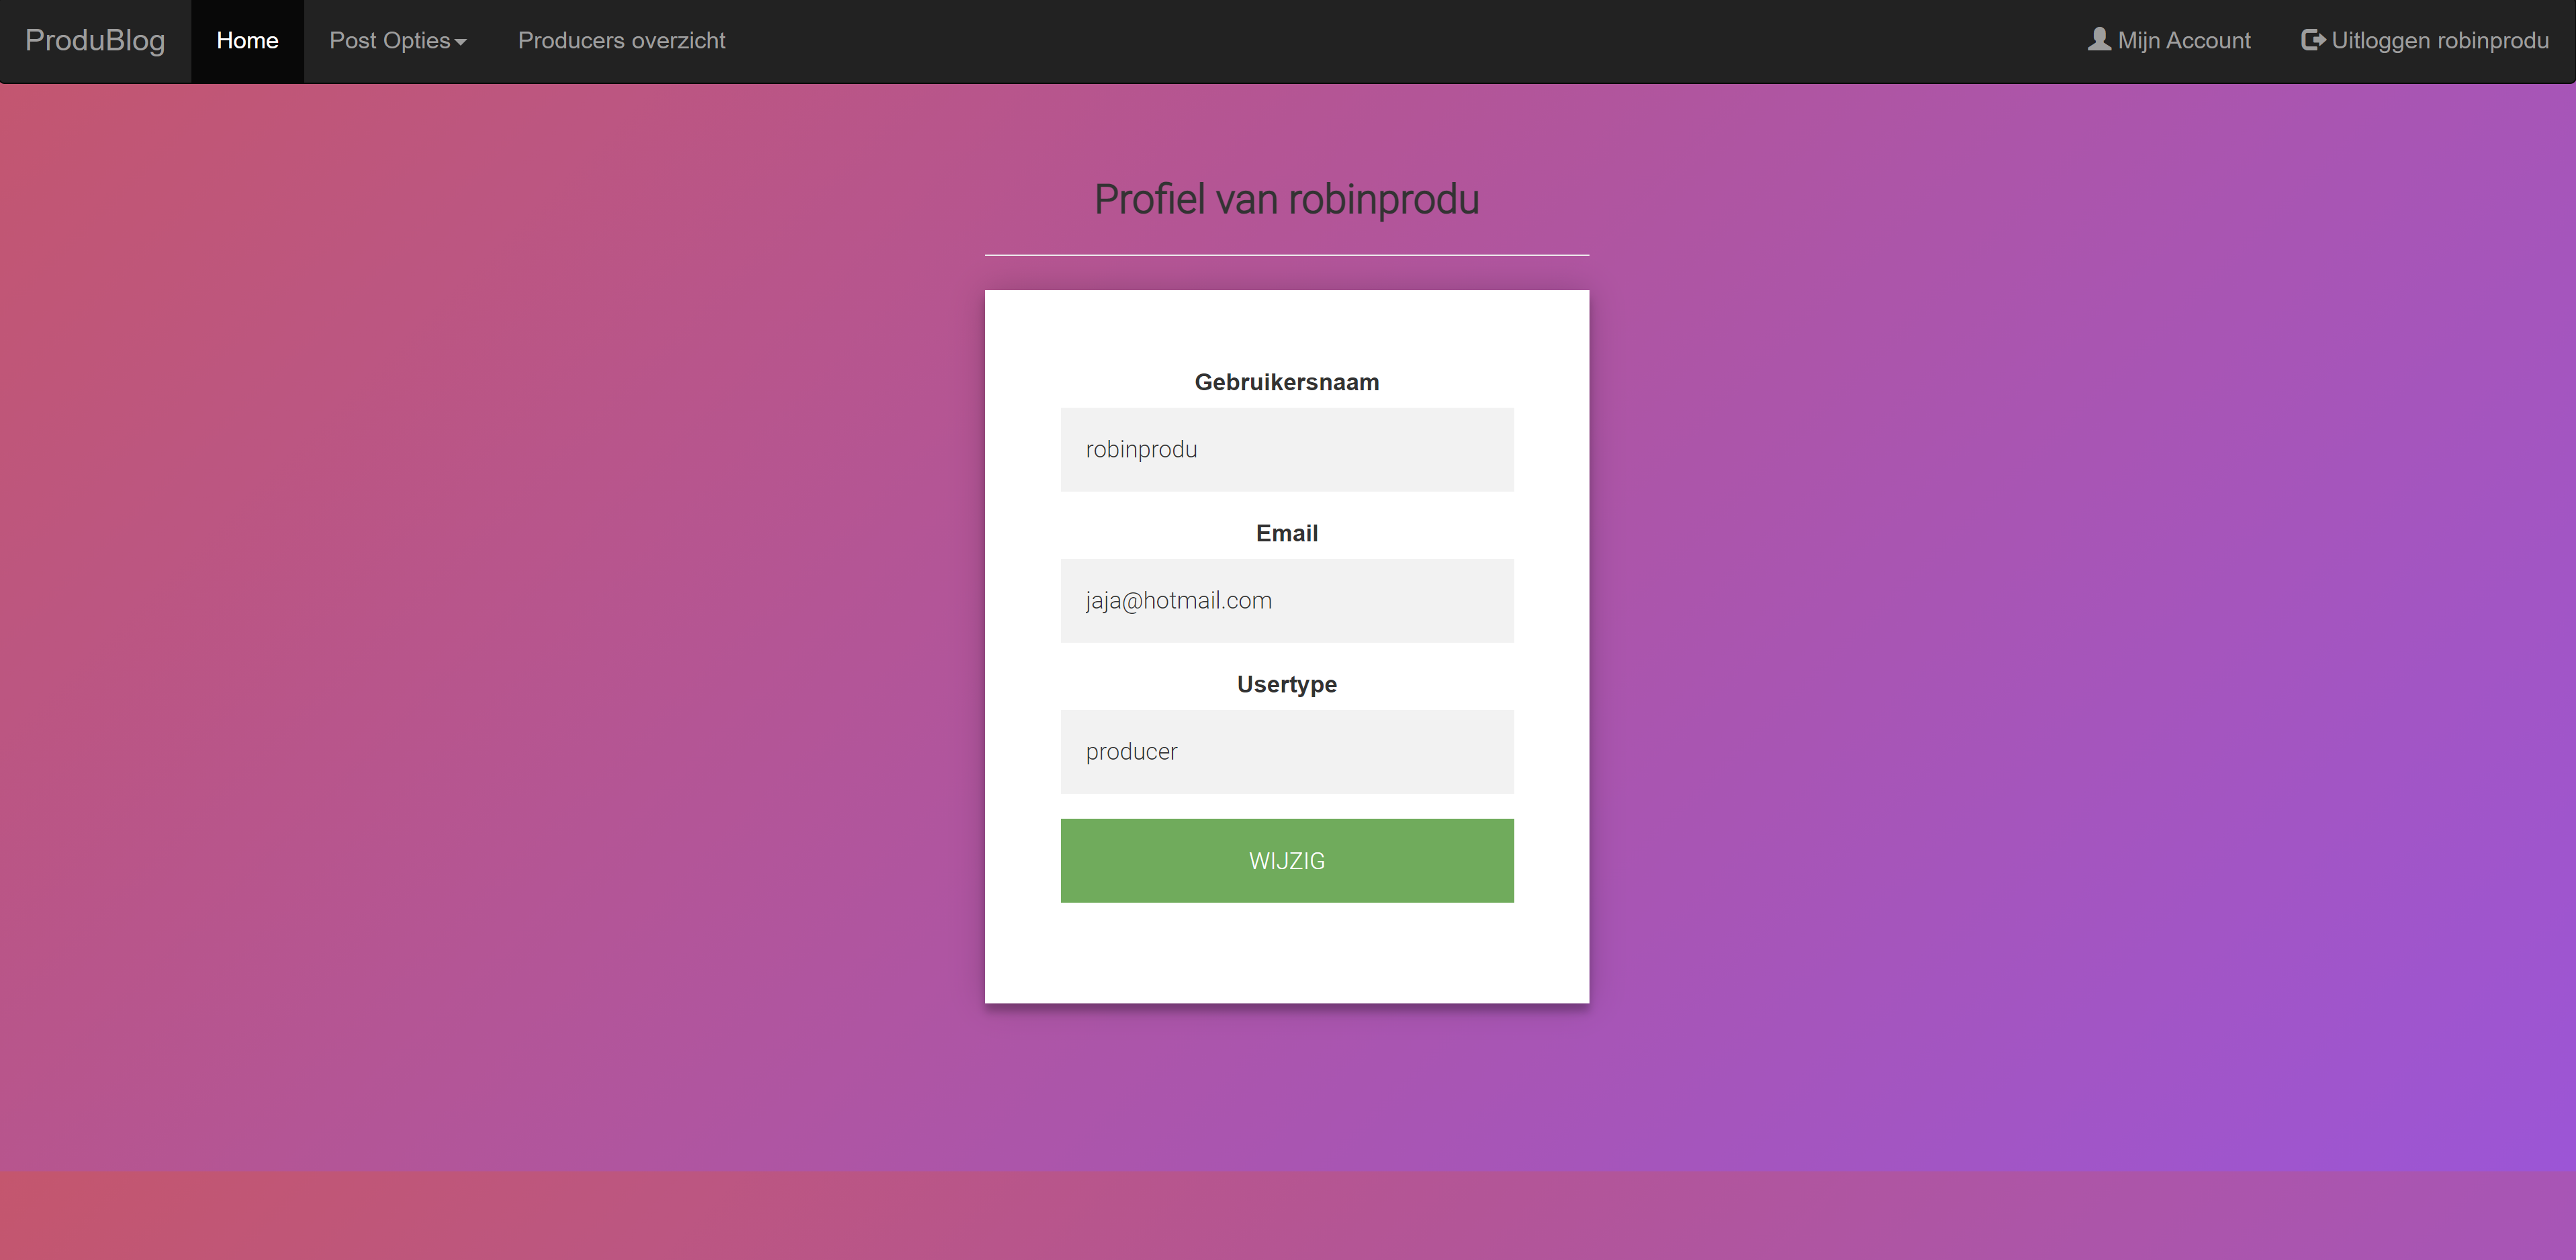 ProduBlog Home Post Opties Producers overzicht Mijn Account Uitloggen robinprodu
Profiel van robinprodu
Gebruikersnaam
robinprodu
Email
jaja@hotmail.com
Usertype
producer
WIJZIG